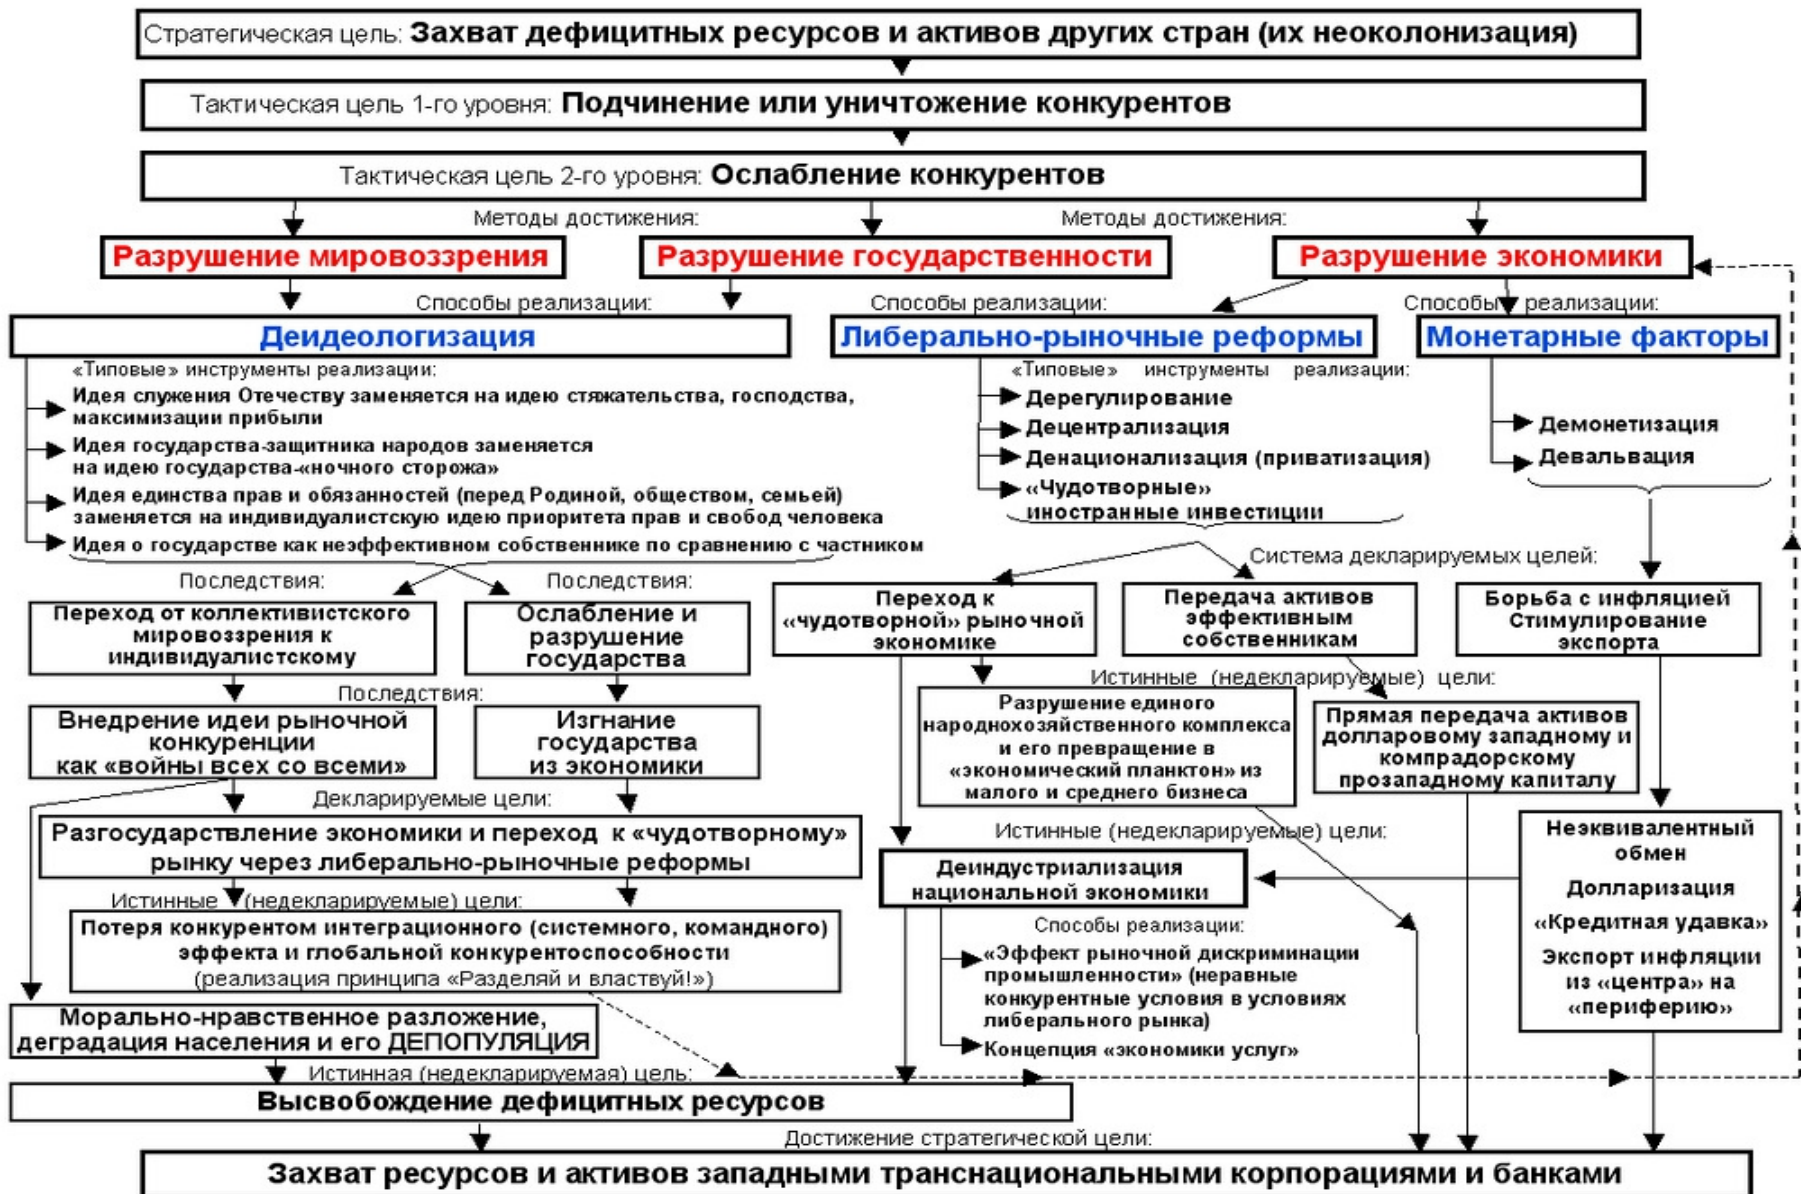 Стратегическая цель: Захват дефицитных ресурсов и активов других стран (их неоколонизация)
Тактическая цель 1-го уровня: Подчинение или уничтожение конкурентов
Тактическая цель 2-го уровня: Ослабление конкурентов
Методы достижения:
Методы достижения:
Разрушение мировоззрения
Разрушение государственности
Разрушение экономики
Способы реализации:
Способы реализации:
Способы реализации:
Деидеологизация
Либерально-рыночные реформы
Монетарные факторы
«Типовые» инструменты реализации:
Идея служения Отечеству заменяется на идею стяжательства, господства,
максимизации прибыли
Идея государства-защитника народов заменяется
на идею государства-«ночного сторожа»
Идея единства прав и обязанностей (перед Родиной, обществом, семьей)
заменяется на индивидуалистскую идею приоритета прав и свобод человека
Идея о государстве как неэффективном собственнике по сравнению с частником
«Типовые» инструменты реализации:
Дерегулирование
Децентрализация
Денационализация (приватизация)
«Чудотворные»
иностранные инвестиции
Демонетизация
Девальвация
Последствия:
Последствия:
Система декларируемых целей:
Переход от коллективистского
мировоззрения к
индивидуалистскому
Ослабление и
разрушение
государства
Переход к
«чудотворной» рыночной
экономике
Передача активов
эффективным
собственникам
Борьба с инфляцией
Стимулирование
экспорта
Последствия:
Истинные (недекларируемые) цели:
Внедрение идеи рыночной
конкуренции
как «войны всех со всеми»
Изгнание
государства
из экономики
Разрушение единого
народнохозяйственного комплекса
и его превращение в
«экономический планктон» из
малого и среднего бизнеса
Прямая передача активов
долларовому западному и
компрадорскому
прозападному капиталу
Декларируемые цели:
Разгосударствление экономики и переход к «чудотворному»
рынку через либерально-рыночные реформы
Истинные (недекларируемые) цели:
Деиндустриализация
национальной экономики
Неэквивалентный
обмен
Долларизация
«Кредитная удавка»
Экспорт инфляции
из «центра» на
«периферию»
Истинные (недекларируемые) цели:
Потеря конкурентом интеграционного (системного, командного)
эффекта и глобальной конкурентоспособности
(реализация принципа «Разделяй и властвуй!»)
Способы реализации:
«Эффект рыночной дискриминации
промышленности» (неравные
конкурентные условия в условиях
либерального рынка)
Концепция «экономики услуг»
Морально-нравственное разложение,
деградация населения и его ДЕПОПУЛЯЦИЯ
Истинная (недекларируемая) цель:
Высвобождение дефицитных ресурсов
Достижение стратегической цели:
Захват ресурсов и активов западными транснациональными корпорациями и банками